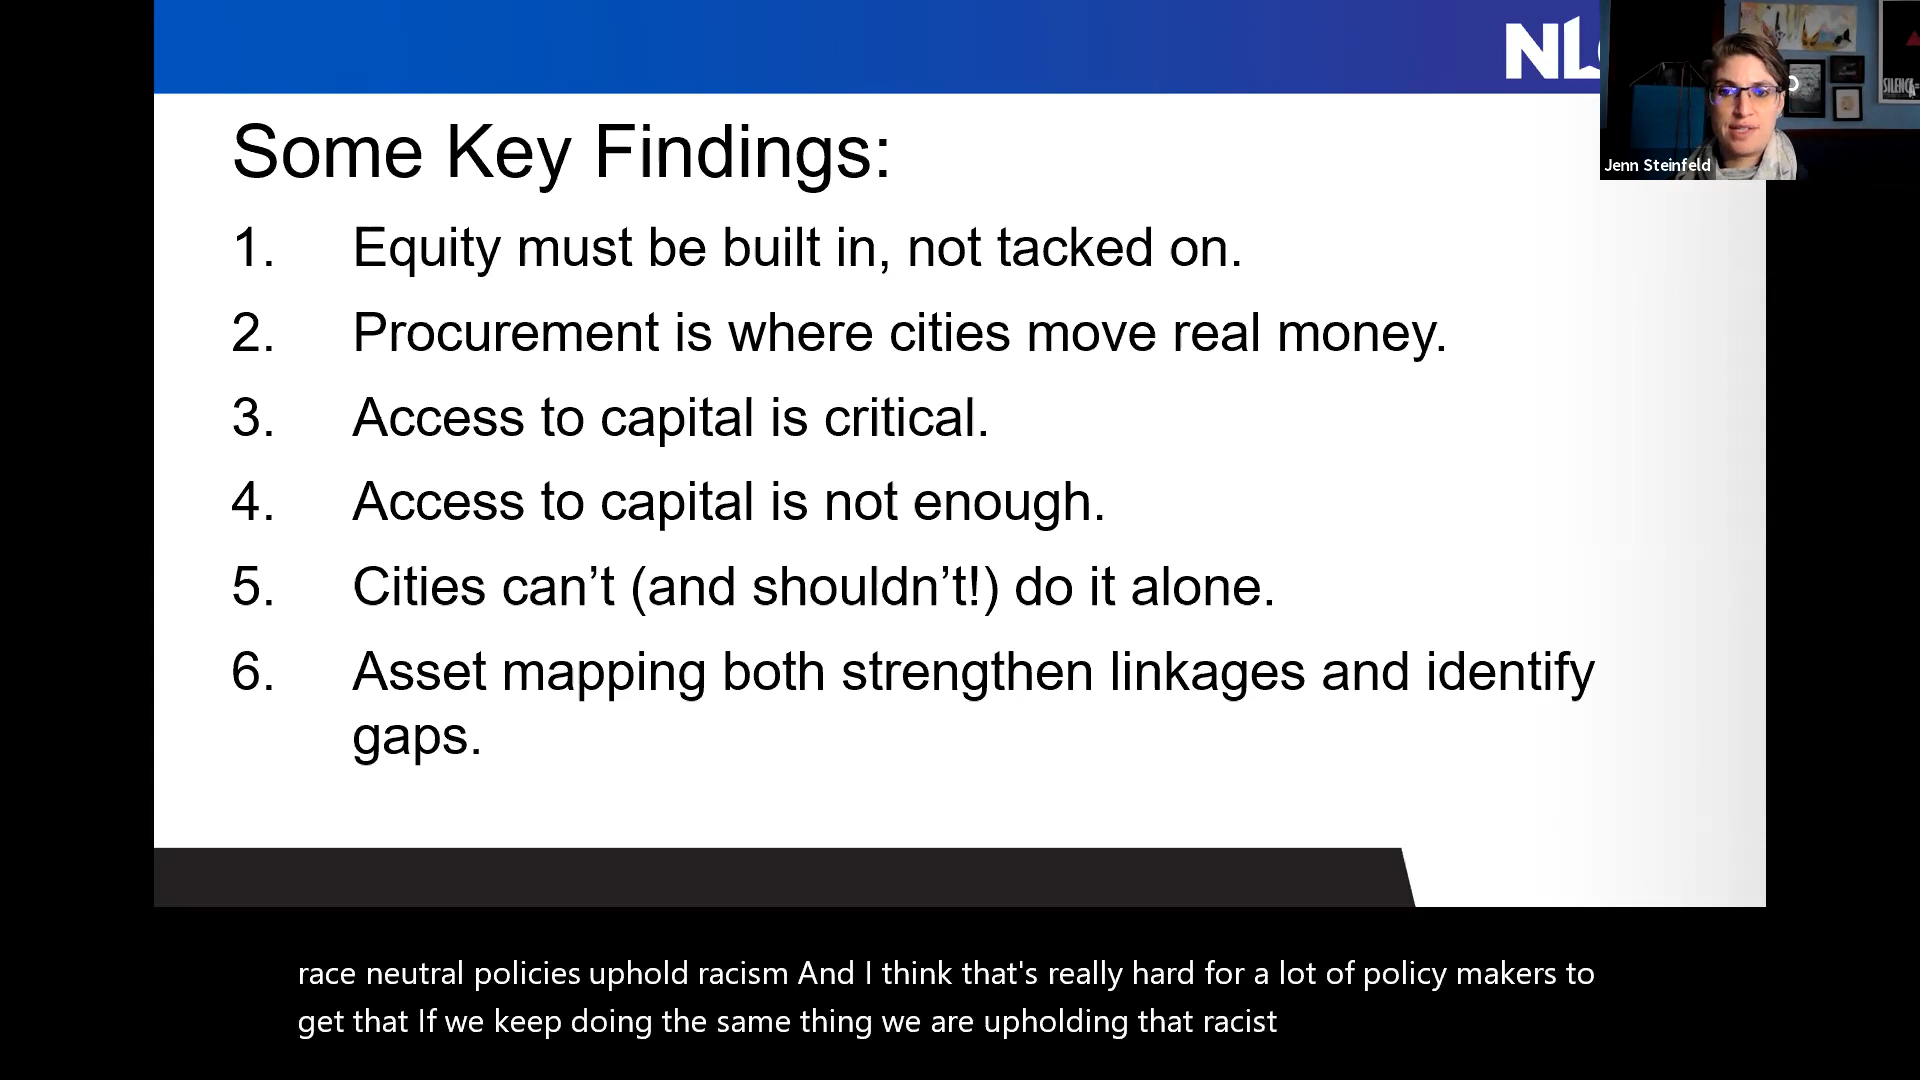 NL
Jenn Steinfeld
Some Key Findings:
1. Equity must be built in, not tacked on.
2. Procurement is where cities move real money.
3. Access to capital is critical.
4. Access to capital is not enough.
5. Cities can’t (and shouldn’t!) do it alone.
6. Asset mapping both strengthen linkages and identify
gaps.
race neutral policies uphold racism And I think that's really hard for a lot of policy makers to
get that If we keep doing the same thing we are upholding that racist